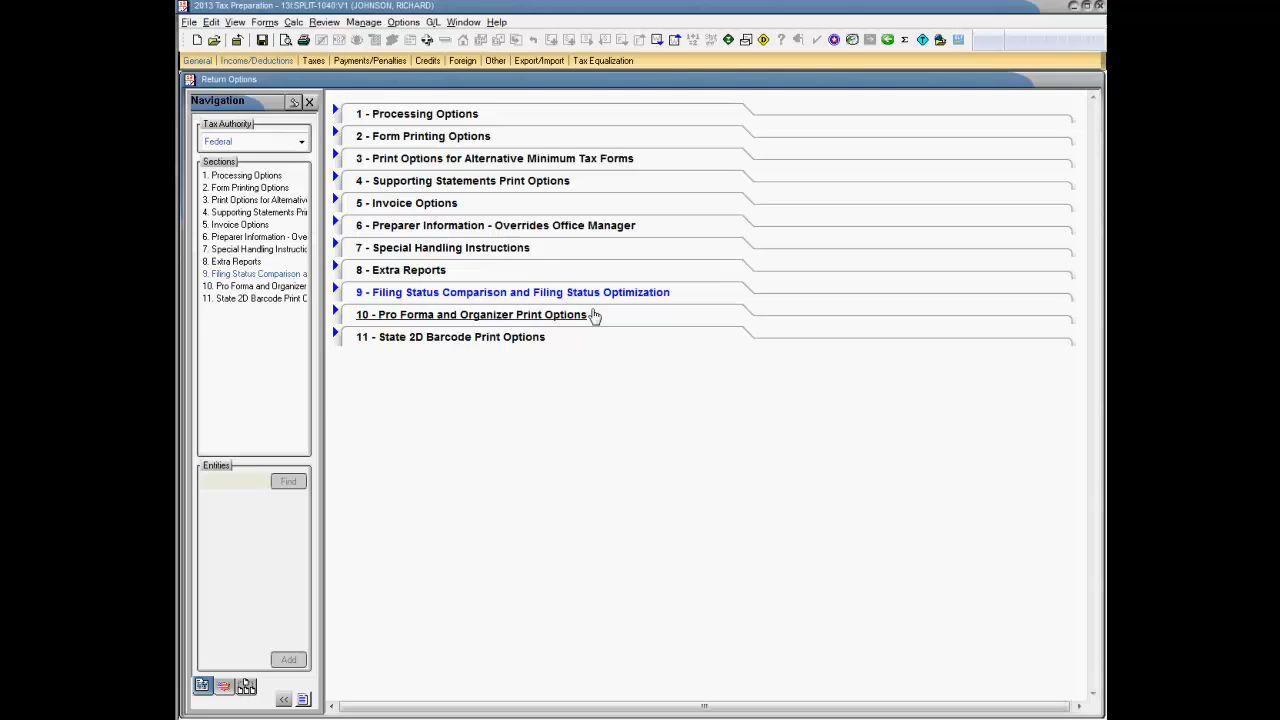 2013 Tax Preparation - 13I:SPLIT-1040:V1 (JOHNSON, RICHARD)
File Edit View Forms Calc Review Manage Options G/L Window Help
General Income/Deductions Taxes Payments/Penalties Credits Foreign Other Export/Import Tax Equalization
Return Options
Navigation
Tax Authority
Federal
Sections
1. Processing Options
2. Form Printing Options
3. Print Options for Alternativ
4. Supporting Statements Pri
5. Invoice Options
6. Preparer Information - Ove
7. Special Handling Instructio
8. Extra Reports
9. Filing Status Comparison a
10. Pro Forma and Organizer
11. State 2D Barcode Print O
Entities
Find
Add
1 - Processing Options
2 - Form Printing Options
3 - Print Options for Alternative Minimum Tax Forms
4 - Supporting Statements Print Options
5 - Invoice Options
6 - Preparer Information - Overrides Office Manager
7 - Special Handling Instructions
8 - Extra Reports
9 - Filing Status Comparison and Filing Status Optimization
10 - Pro Forma and Organizer Print Options
11 - State 2D Barcode Print Options